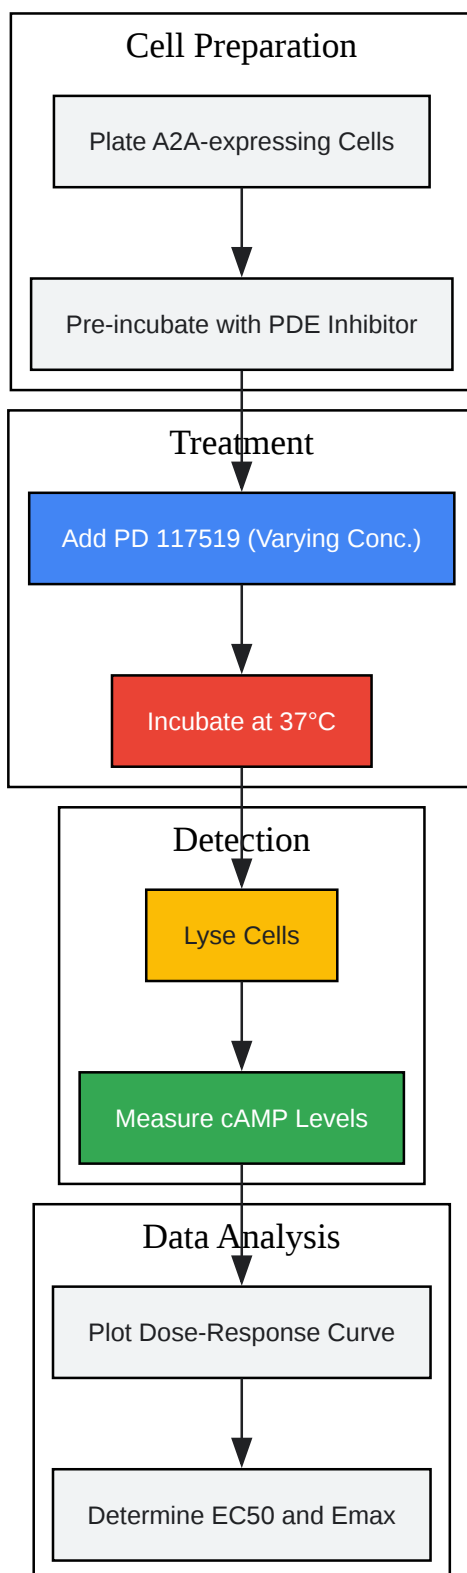 Cell Preparation
Plate A2A-expressing Cells
Pre-incubate with PDE Inhibitor
Treatment
Add PD 117519 (Varying Conc.)
Incubate at 37°C
Detection
Lyse Cells
Measure cAMP Levels
Data Analysis
Plot Dose-Response Curve
Determine EC50 and Emax